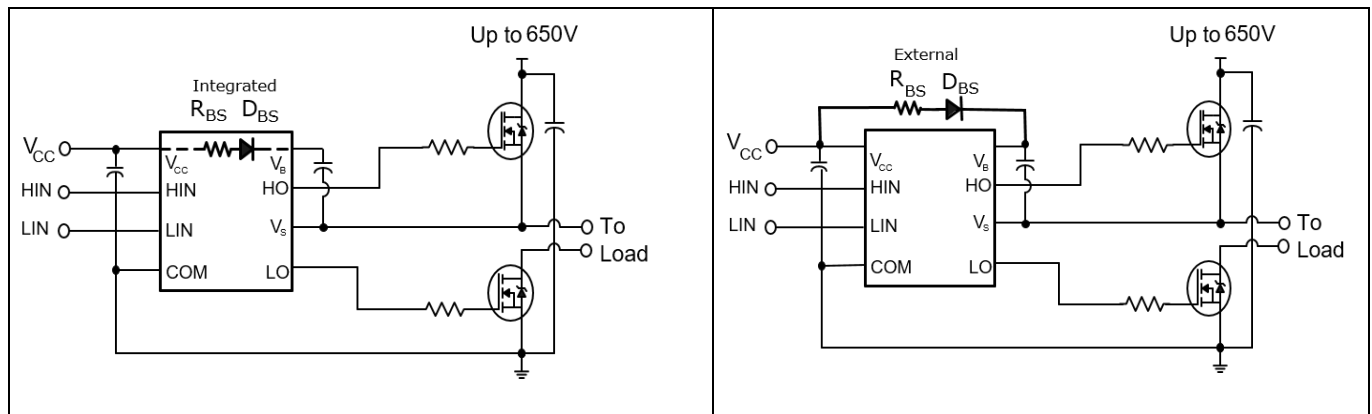 Up to 650V
Integrated
RBS DBS
VCC
VCC
VB
HIN
HIN
HO
LIN
LIN
VS
To
Load
COM
LO
Up to 650V
External
RBS DBS
VCC
VCC
VB
HIN
HIN
HO
LIN
LIN
VS
To
Load
COM
LO